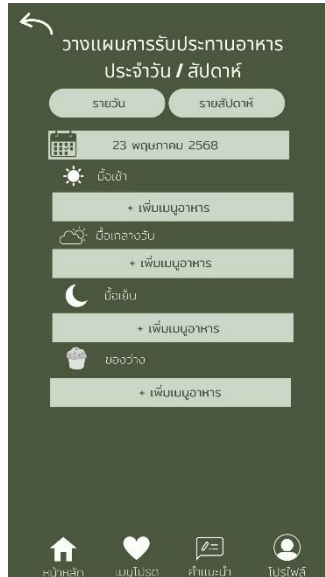 วางแผนการรับประทานอาหาร
ประจำวัน / สัปดาห์
รายวัน
รายสัปดาห์
23 พฤษภาคม 2568
มื้อเช้า
+ เพิ่มเมนูอาหาร
มื้อกลางวัน
+ เพิ่มเมนูอาหาร
มื้อเย็น
+ เพิ่มเมนูอาหาร
ของว่าง
+ เพิ่มเมนูอาหาร
หน้าหลัก
เมนูโปรด
คำแนะนำ
โปรไฟล์